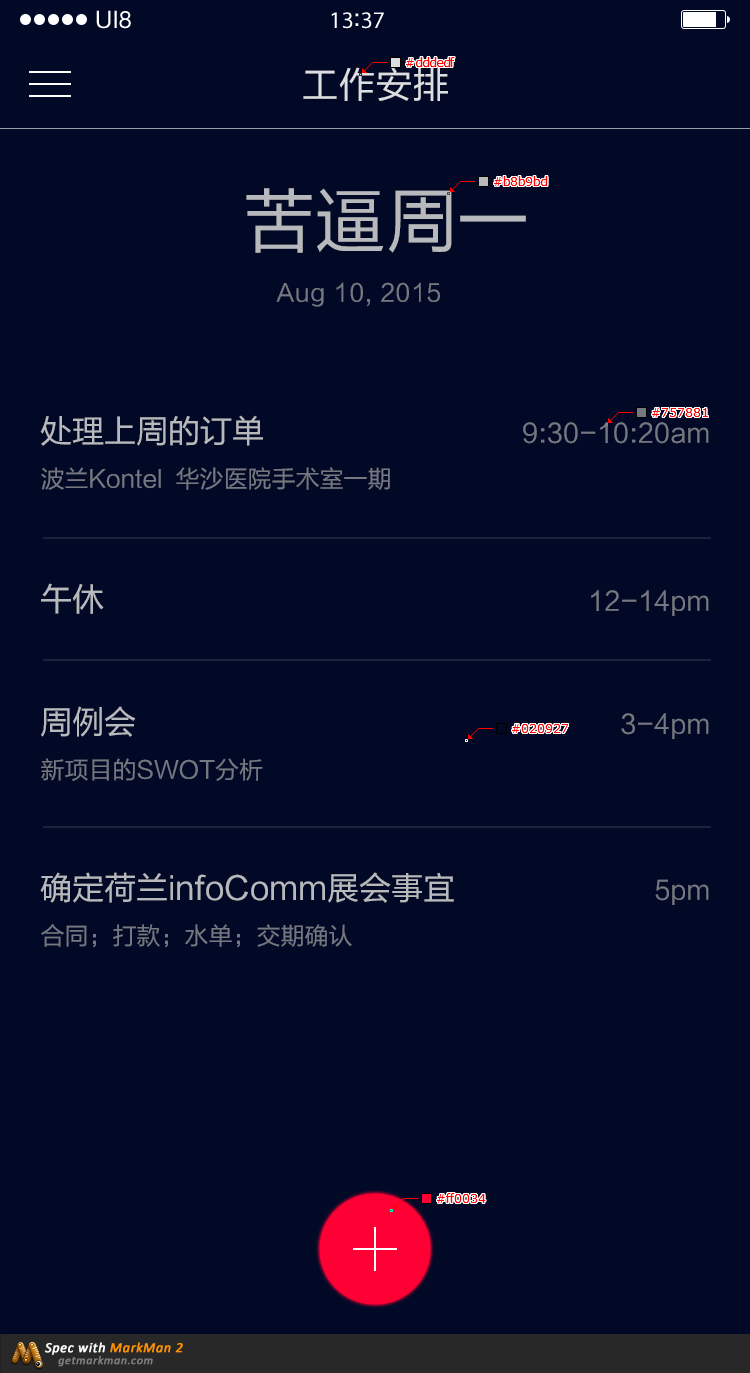 ●●●●● UI8 13:37
#dddedf
工作安排
#b8b9bd
苦逼周一
Aug 10, 2015
#757881
处理上周的订单 9:30-10:20am
波兰Kontel 华沙医院手术室一期
午休 12-14pm
周例会 #020927 3-4pm
新项目的SWOT分析
确定荷兰infoComm展会事宜 5pm
合同；打款；水单；交期确认
#ff0034
Spec with MarkMan 2
getmarkman.com